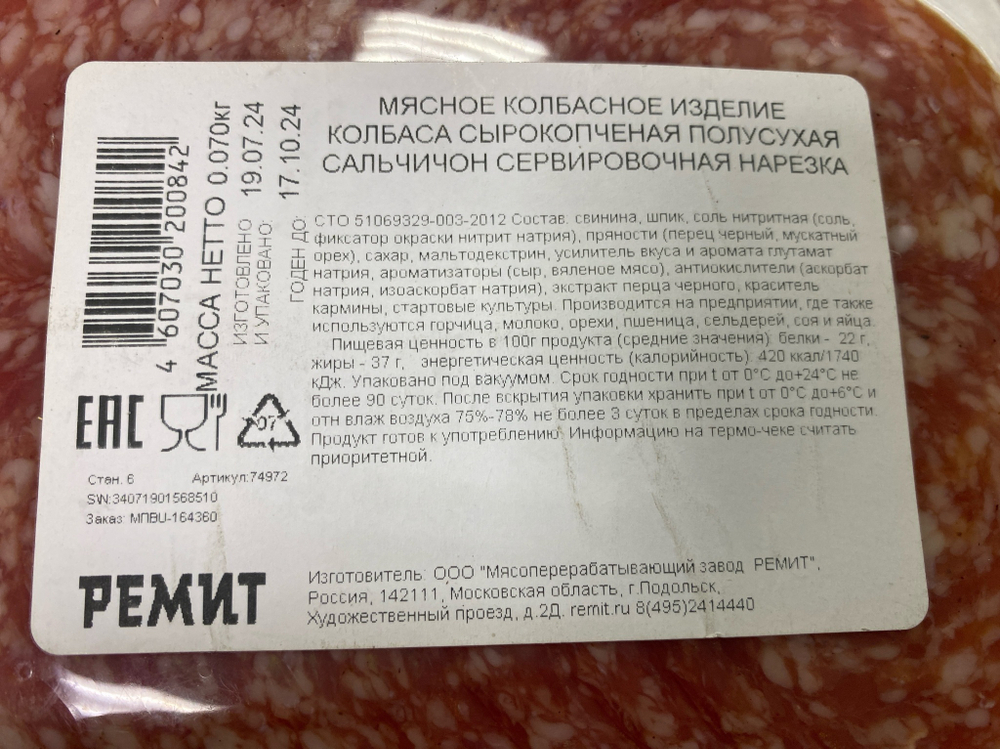 МЯСНОЕ КОЛБАСНОЕ ИЗДЕЛИЕ
КОЛБАСА СЫРОКОПЧЕНАЯ ПОЛУСУХАЯ
САЛЬЧИЧОН СЕРВИРОВОЧНАЯ НАРЕЗКА
4 607030 200842
МАССА НЕТТО 0.070кг
ИЗГОТОВЛЕНО
И УПАКОВАНО: 19.07.24
ГОДЕН ДО: 17.10.24
СТО 51069329-003-2012 Состав: свинина, шпик, соль нитритная (соль,
фиксатор окраски нитрит натрия), пряности (перец черный, мускатный
орех), сахар, мальтодекстрин, усилитель вкуса и аромата глутамат
натрия, ароматизаторы (сыр, вяленое мясо), антиокислители (аскорбат
натрия, изоаскорбат натрия), экстракт перца черного, краситель
кармины, стартовые культуры. Производится на предприятии, где также
используются горчица, молоко, орехи, пшеница, сельдерей, соя и яйца.
Пищевая ценность в 100г продукта (средние значения): белки - 22 г,
жиры - 37 г, энергетическая ценность (калорийность): 420 ккал/1740
кДж. Упаковано под вакуумом. Срок годности при t от 0°С до+24°С не
более 90 суток. После вскрытия упаковки хранить при t от 0°С до+6°С и
отн влаж воздуха 75%-78% не более 3 суток в пределах срока годности.
Продукт готов к употреблению. Информацию на термо-чеке считать
приоритетной.
EAC
07
Стан. 6 Артикул:74972
SW:34071901568510
Заказ: МПВU-164360
РЕМИТ
Изготовитель: ООО "Мясоперерабатывающий завод РЕМИТ",
Россия, 142111, Московская область, г.Подольск,
Художественный проезд, д.2Д. remit.ru 8(495)2414440